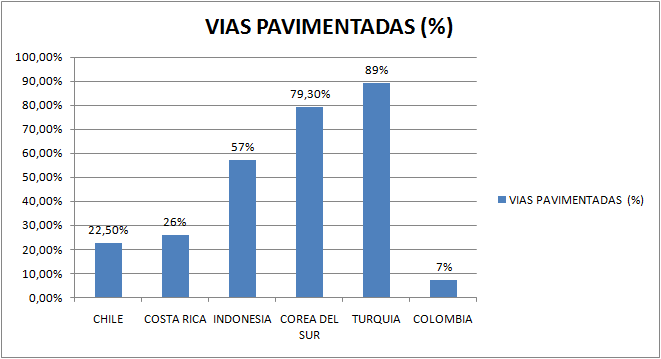 VIAS PAVIMENTADAS (%)
100,00%
90,00%
80,00%
70,00%
60,00%
50,00%
40,00%
30,00%
20,00%
10,00%
0,00%
22,50%
26%
57%
79,30%
89%
7%
CHILE
COSTA RICA
INDONESIA
COREA DEL
SUR
TURQUIA
COLOMBIA
VIAS PAVIMENTADAS (%)